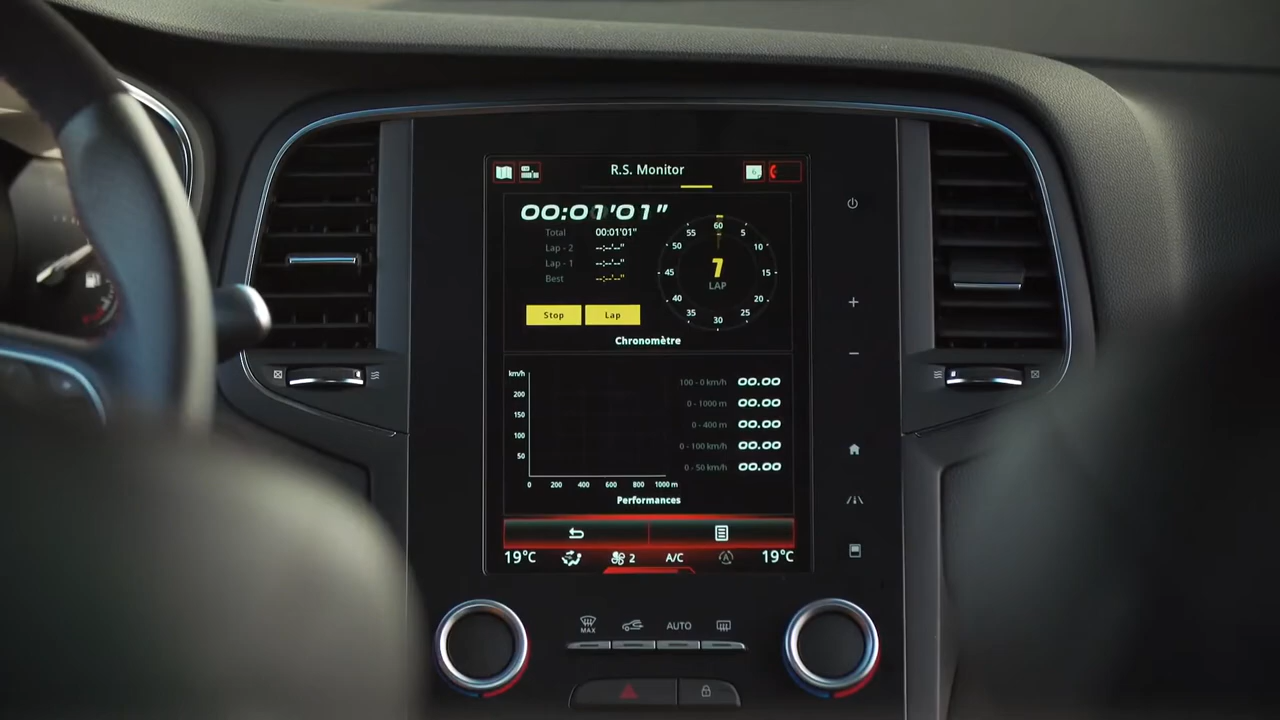 R.S. Monitor
00:01'01"
Total 00:01'01"
Lap - 2 --:--'--"
Lap - 1 --:--'--"
Best --:--'--"
60
5
10
15
20
25
30
35
40
45
50
55
7
LAP
Stop Lap
Chronomètre
km/h
200
150
100
50
0 200 400 600 800 1000 m
100 - 0 km/h 00.00
0 - 1000 m 00.00
0 - 400 m 00.00
0 - 100 km/h 00.00
0 - 50 km/h 00.00
Performances
19°C 2 A/C A 19°C
MAX AUTO